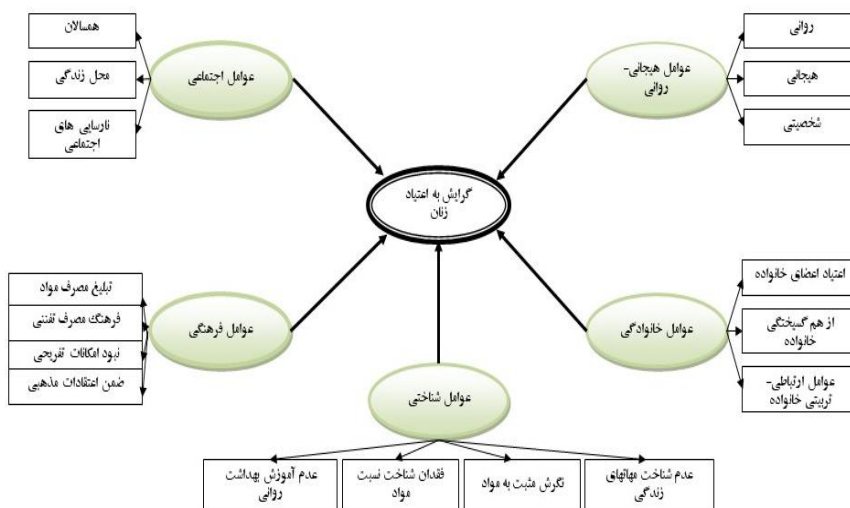 روانی
هیجانی
شخصیتی
عوامل هیجانی-
روانی
عوامل اجتماعی
همسالان
محل زندگی
نارسایی های
اجتماعی
گرایش به اعتیاد
زنان
اعتیاد اعضای خانواده
از هم گسیختگی
خانواده
عوامل ارتباطی-
تربیتی خانواده
عوامل خانوادگی
عوامل فرهنگی
تبلیغ مصرف مواد
فرهنگ مصرف تفننی
نبود امکانات تفریحی
ضمن اعتقادات مذهبی
عوامل شناختی
عدم شناخت مهاتهای
زندگی
نگرش مثبت به مواد
فقدان شناخت نسبت
مواد
عدم آموزش بهداشت
روانی